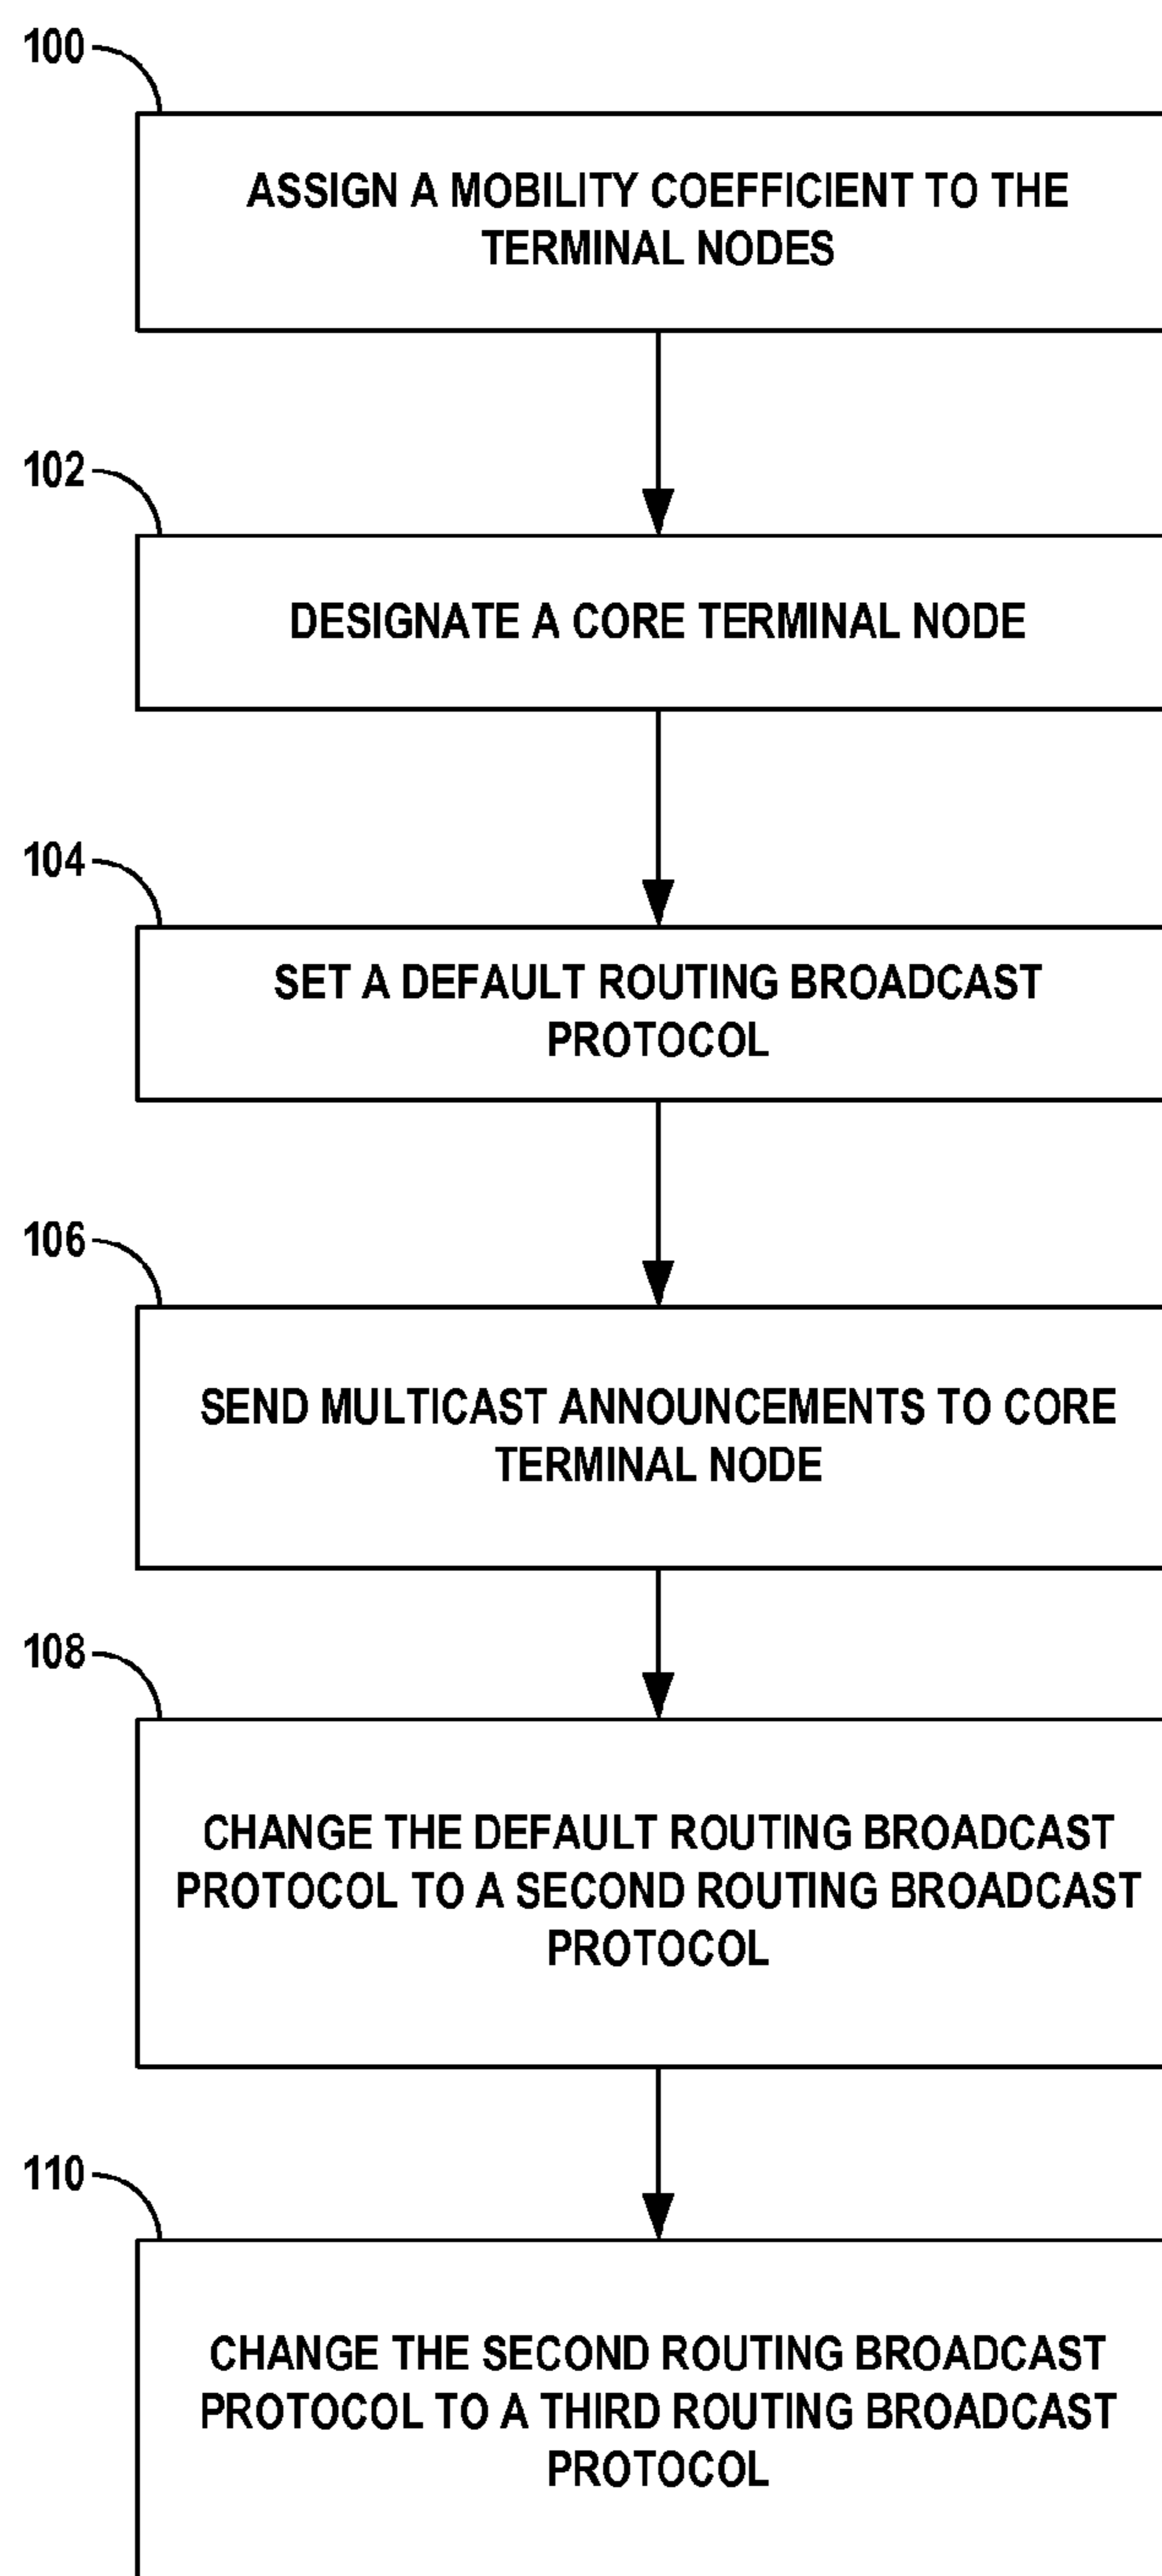 100
ASSIGN A MOBILITY COEFFICIENT TO THE
TERMINAL NODES
102
DESIGNATE A CORE TERMINAL NODE
104
SET A DEFAULT ROUTING BROADCAST
PROTOCOL
106
SEND MULTICAST ANNOUNCEMENTS TO CORE
TERMINAL NODE
108
CHANGE THE DEFAULT ROUTING BROADCAST
PROTOCOL TO A SECOND ROUTING BROADCAST
PROTOCOL
110
CHANGE THE SECOND ROUTING BROADCAST
PROTOCOL TO A THIRD ROUTING BROADCAST
PROTOCOL